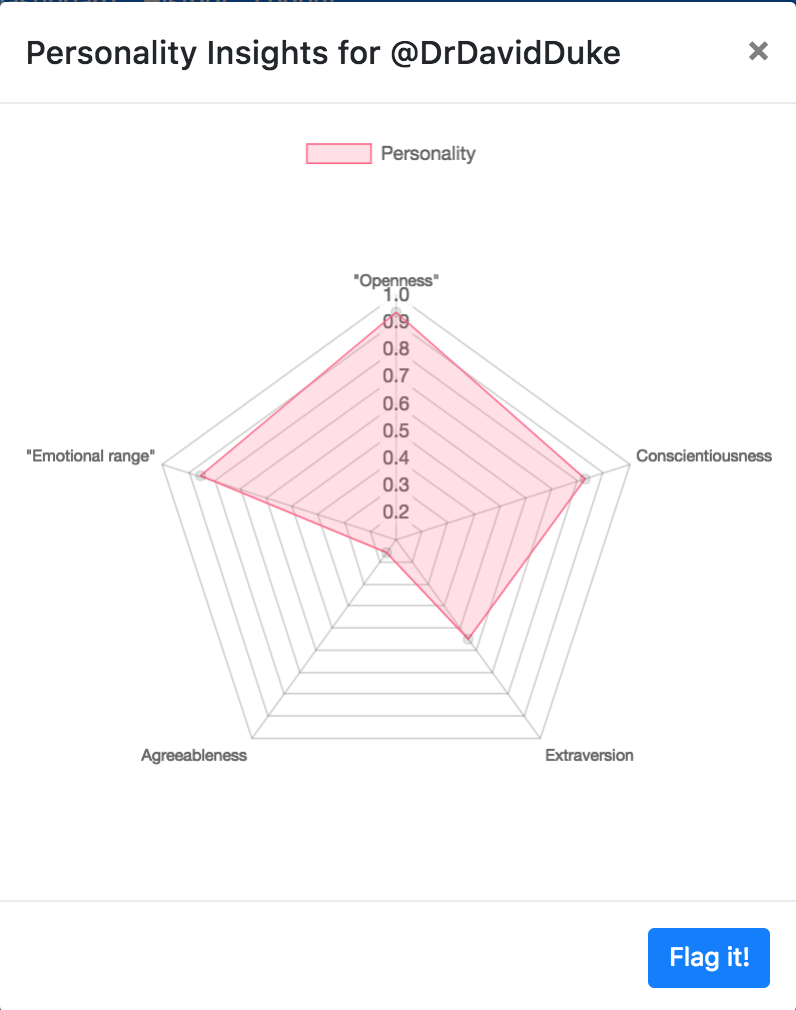 Personality Insights for @DrDavidDuke ×
Personality
"Openness"
1.0
0.9
0.8
0.7
0.6
0.5
0.4
0.3
0.2
"Emotional range"
Conscientiousness
Agreeableness
Extraversion
Flag it!